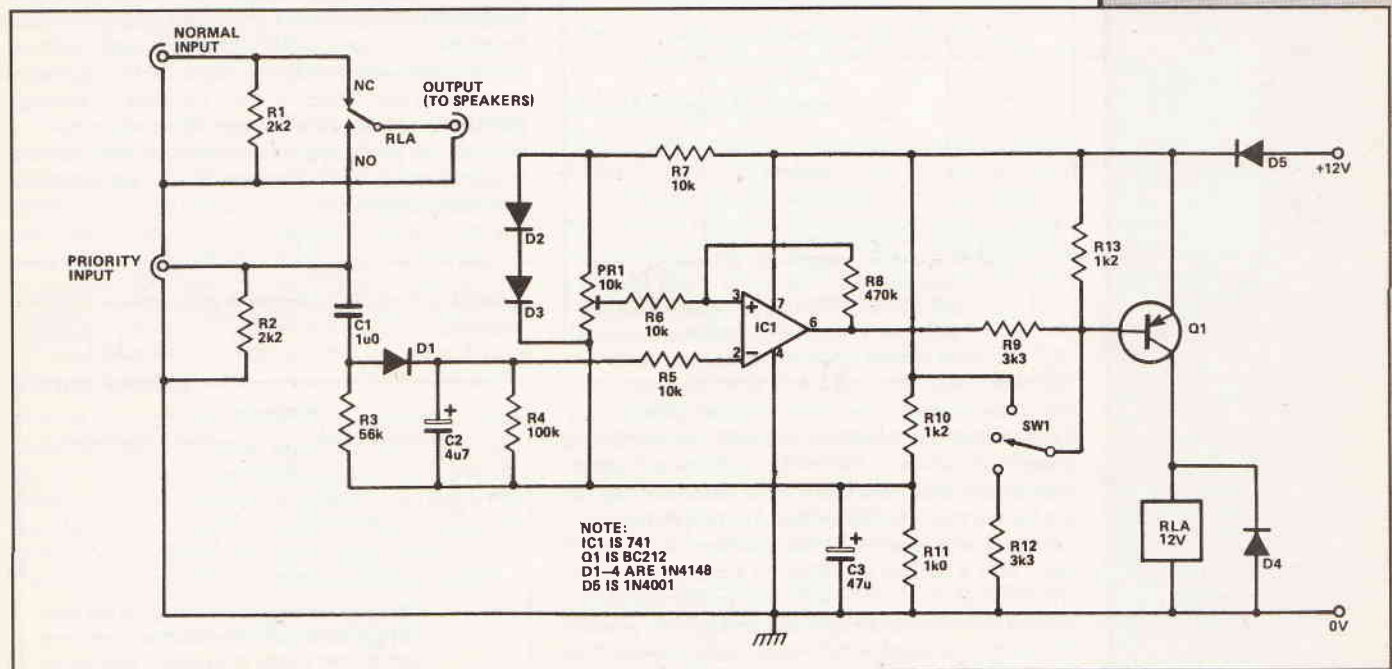 NORMAL
INPUT
NC
OUTPUT
(TO SPEAKERS)
R1
2k2
RLA
NO
R7
10k
D5
+12V
D2
R13
1k2
PRIORITY
INPUT
D3
PR1
10k
R8
470k
3
7
IC1
6
Q1
R6
10k
2
4
R9
3k3
R2
2k2
C1
1u0
D1
R5
10k
SW1
R10
1k2
R3
56k
C2
4u7
R4
100k
NOTE:
IC1 IS 741
Q1 IS BC212
D1–4 ARE 1N4148
D5 IS 1N4001
C3
47u
R11
1k0
R12
3k3
RLA
12V
D4
0V